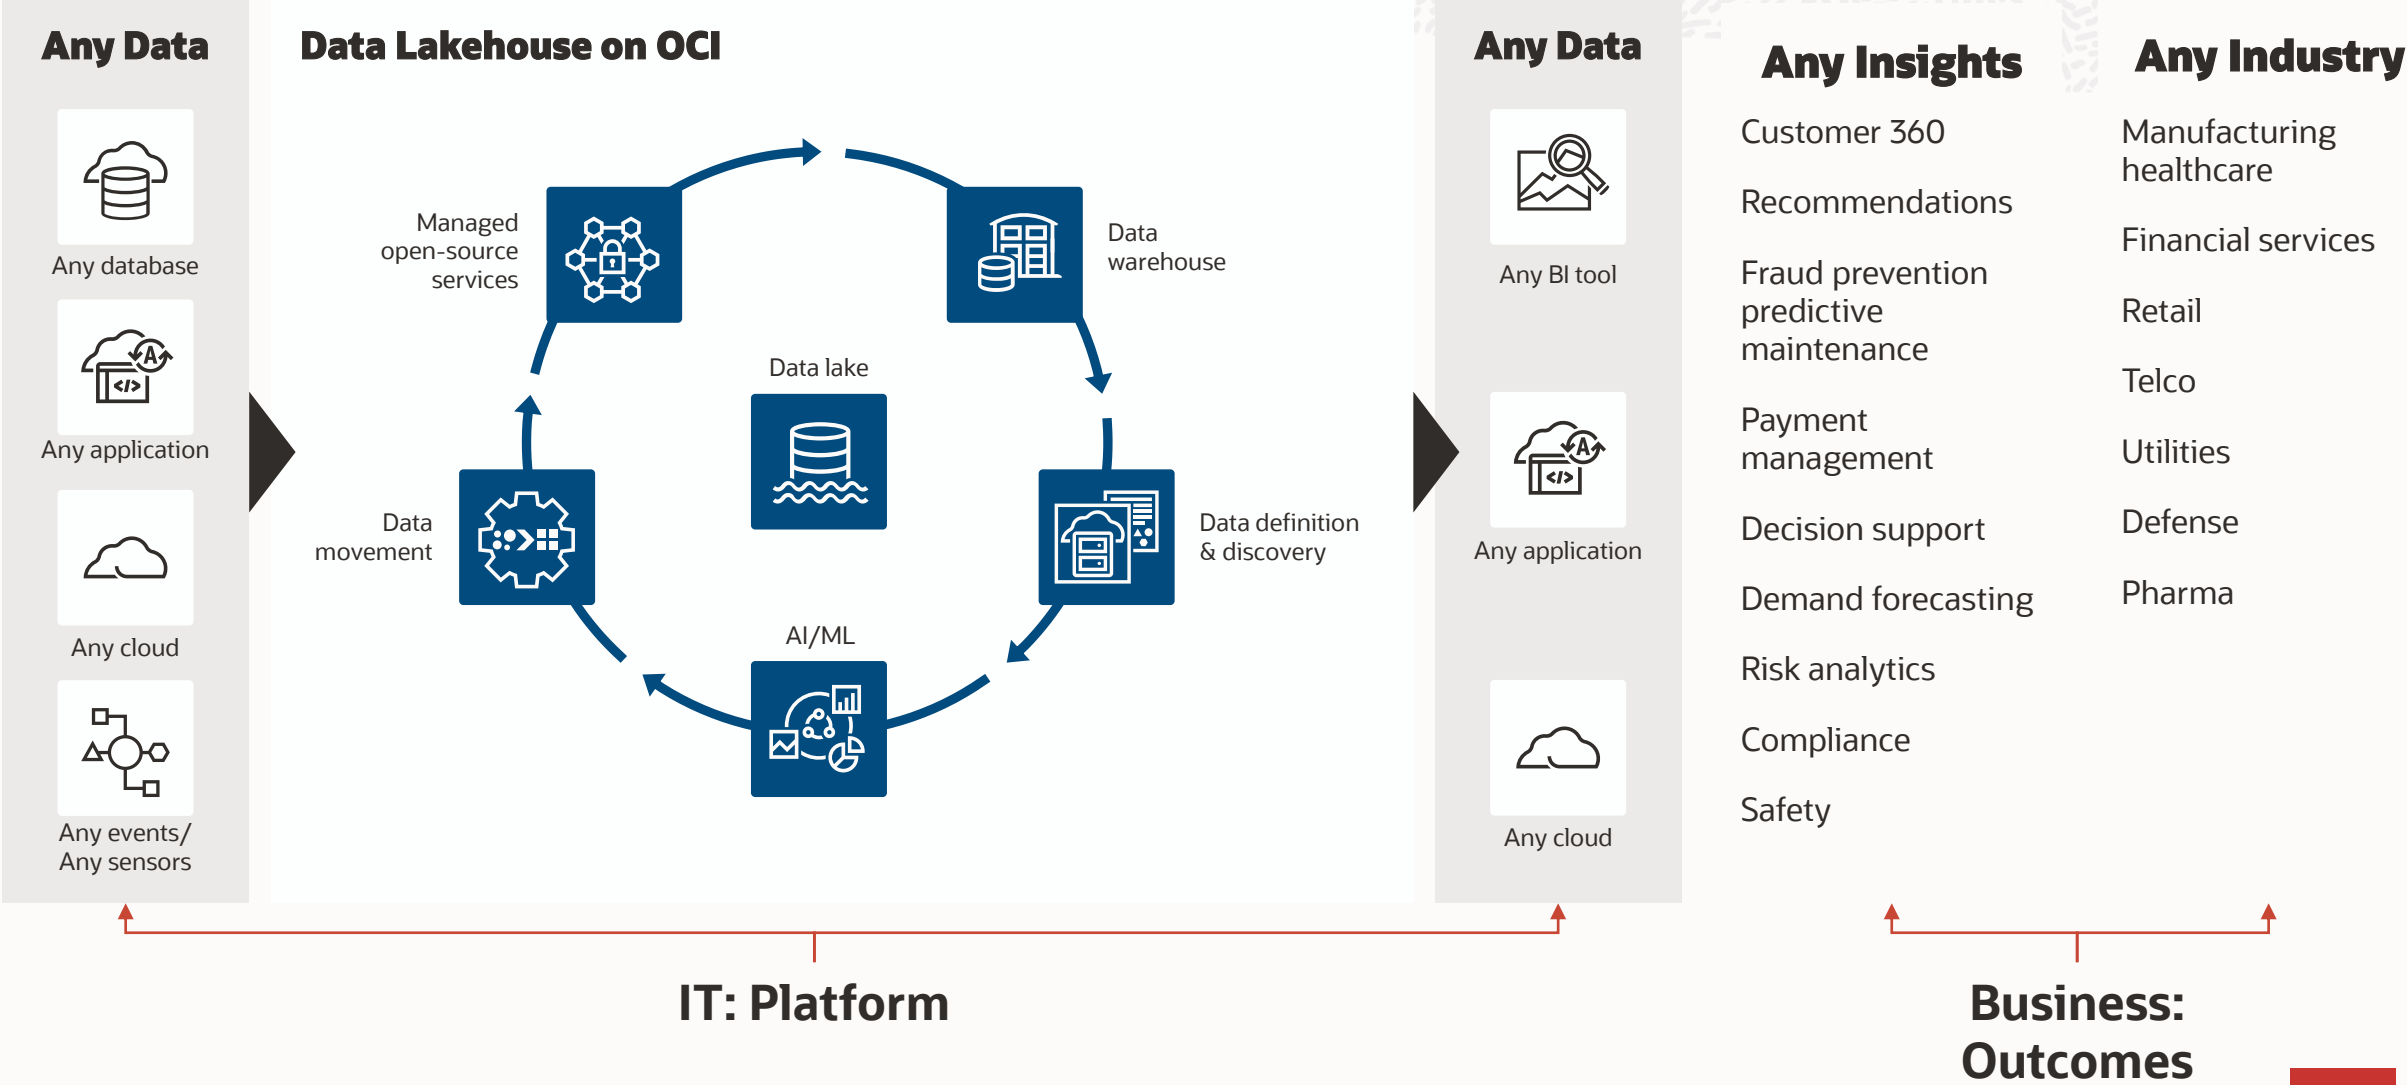 Any Data
Any database
Any application
Any cloud
Any events/
Any sensors
Data Lakehouse on OCI
Managed
open-source
services
Data
warehouse
Data lake
Data
movement
Data definition
& discovery
AI/ML
Any Data
Any BI tool
Any application
Any cloud
Any Insights
Customer 360
Recommendations
Fraud prevention
predictive
maintenance
Payment
management
Decision support
Demand forecasting
Risk analytics
Compliance
Safety
Any Industry
Manufacturing
healthcare
Financial services
Retail
Telco
Utilities
Defense
Pharma
IT: Platform
Business:
Outcomes